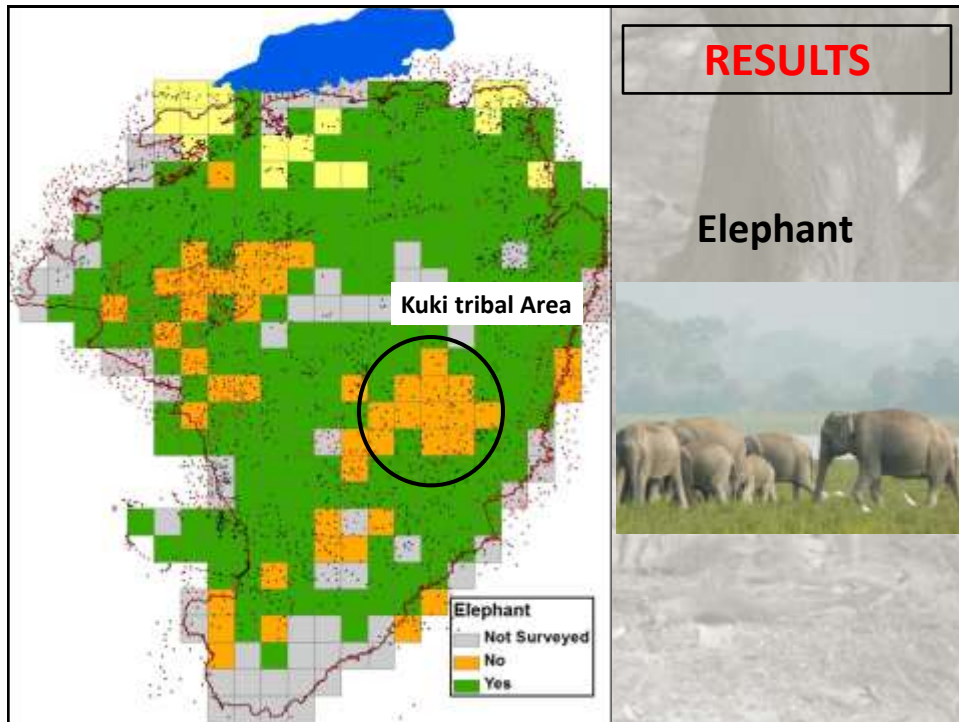 RESULTS
Elephant
Kuki tribal Area
Elephant
Not Surveyed
No
Yes